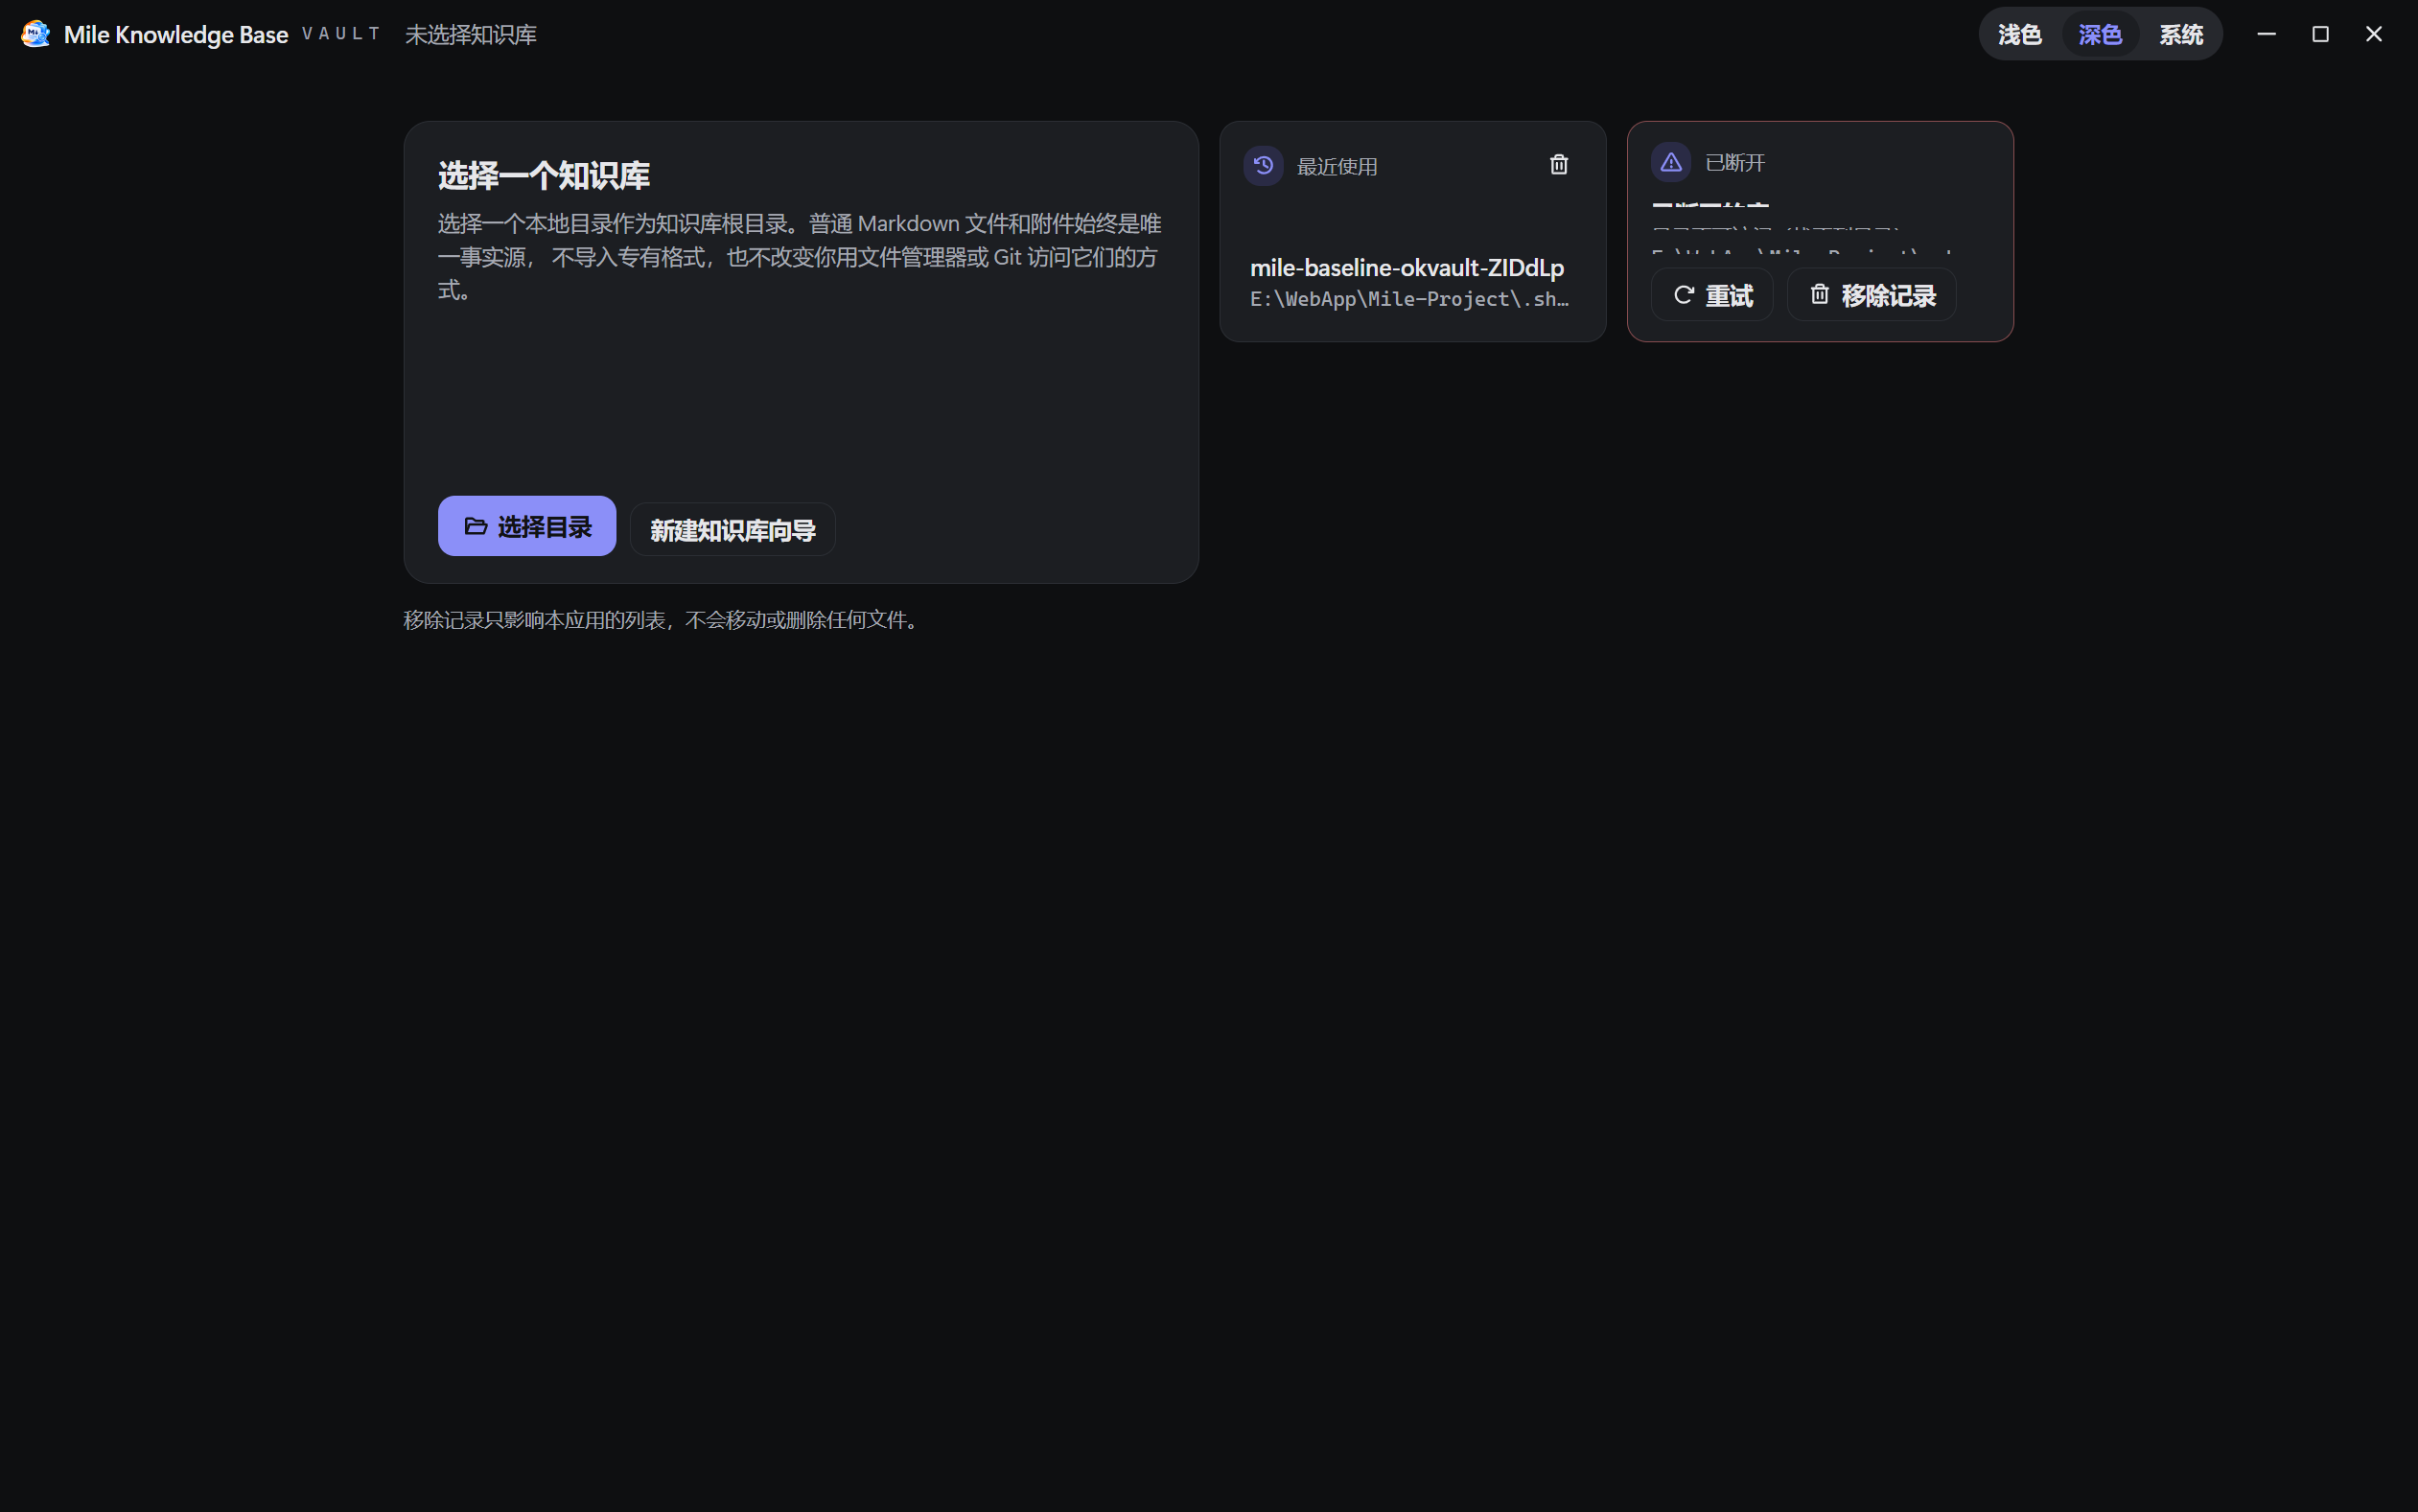 Mile Knowledge Base VAULT 未选择知识库
浅色 深色 系统
选择一个知识库
选择一个本地目录作为知识库根目录。普通 Markdown 文件和附件始终是唯
一事实源， 不导入专有格式，也不改变你用文件管理器或 Git 访问它们的方
式。
选择目录 新建知识库向导
最近使用
mile-baseline-okvault-ZIDdLp
E:\WebApp\Mile-Project\.sh…
已断开
重试 移除记录
移除记录只影响本应用的列表，不会移动或删除任何文件。